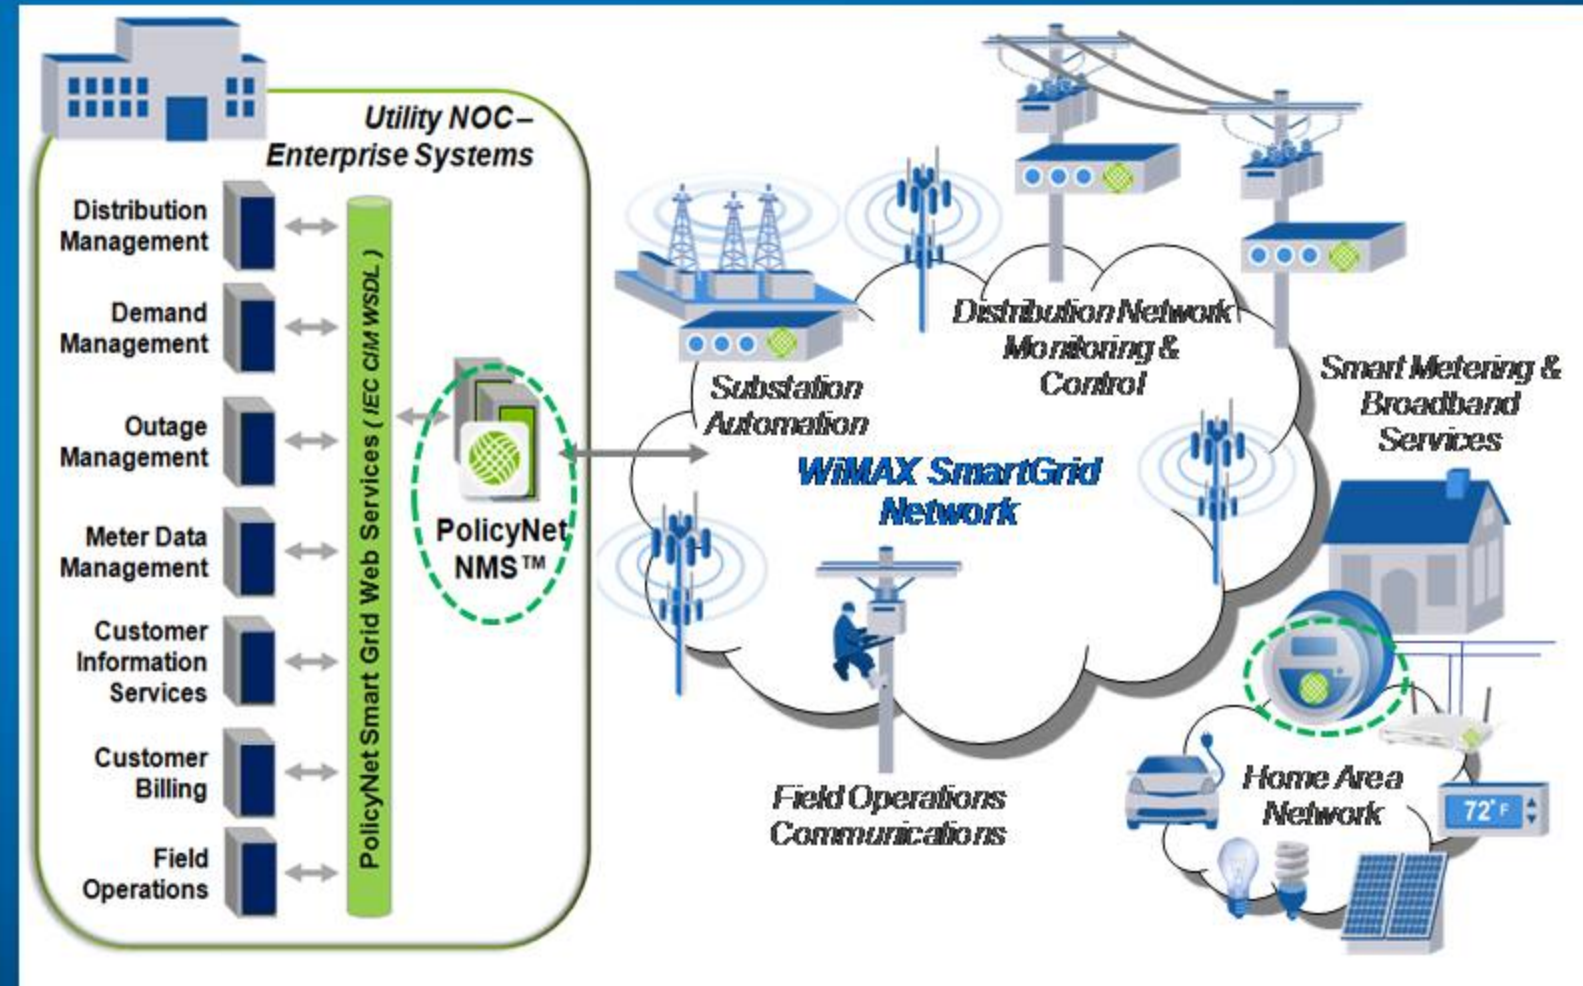 Utility NOC–
Enterprise Systems
Distribution
Management
Demand
Management
Outage
Management
Meter Data
Management
Customer
Information
Services
Customer
Billing
Field
Operations
PolicyNet Smart Grid Web Services ( IEC CIM WSDL )
PolicyNet
NMS™
Substation
Automation
Distribution Network
Monitoring &
Control
WiMAX SmartGrid
Network
Smart Metering &
Broadband
Services
Field Operations
Communications
Home Area
Network
72°F